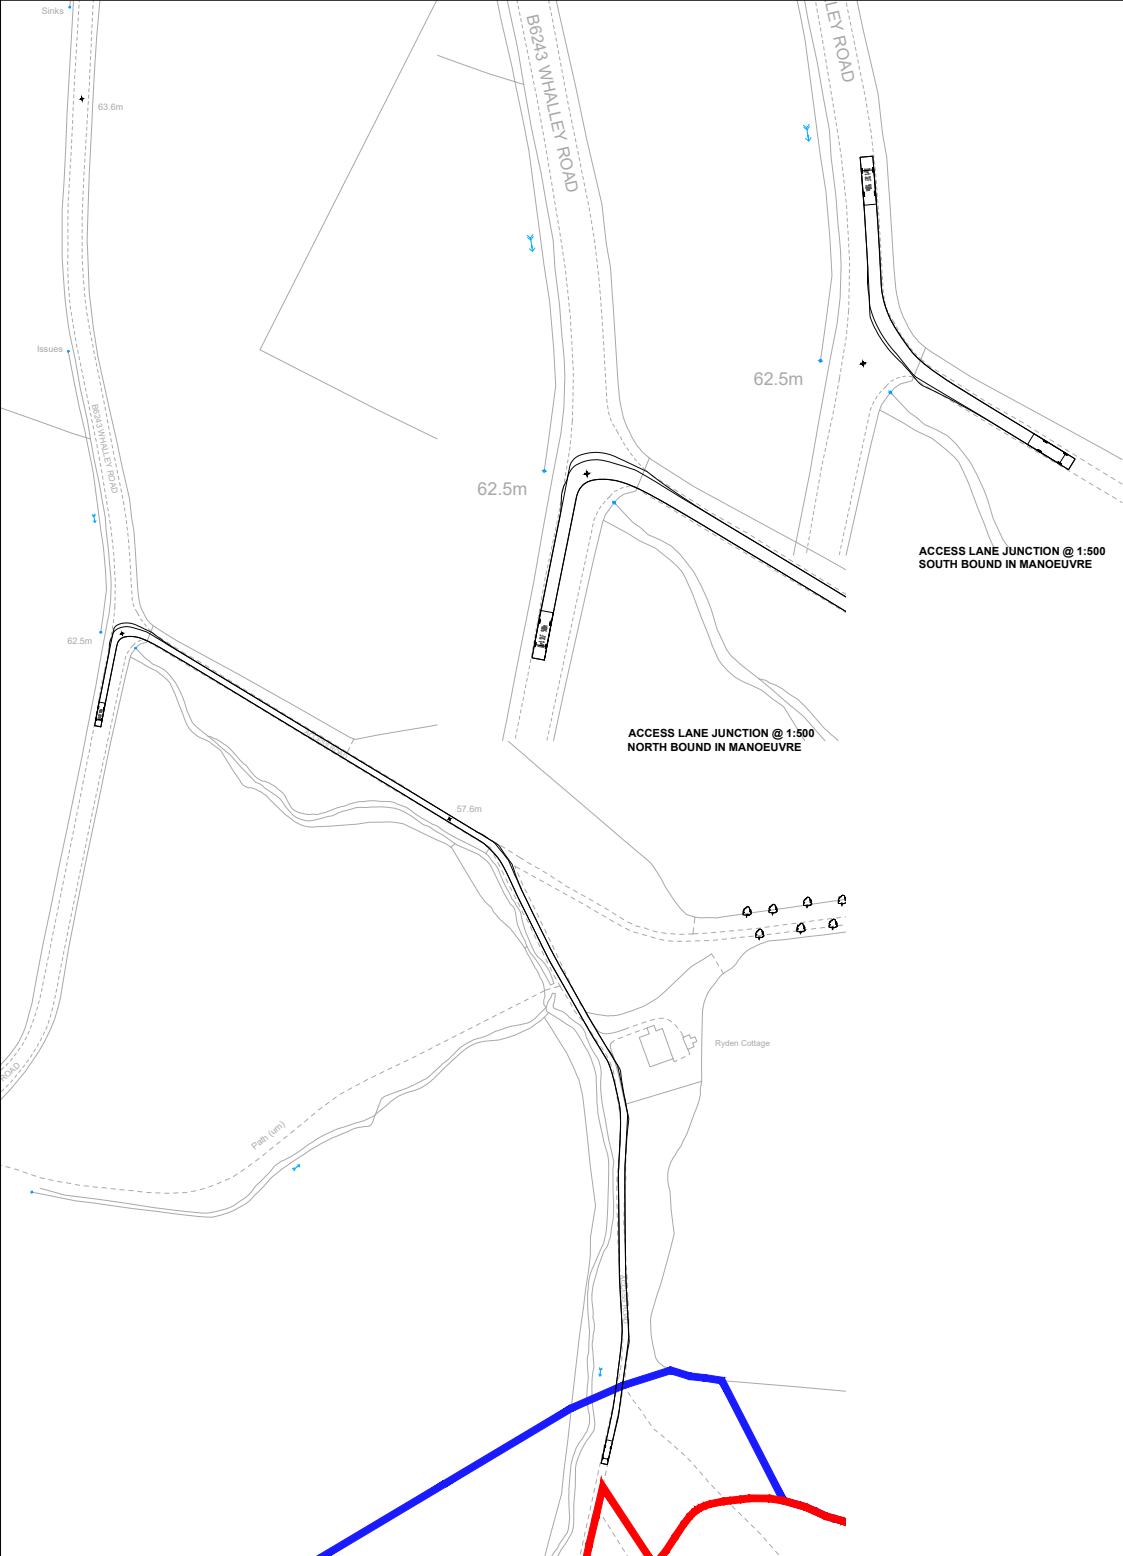 Sinks
63.6m
B6243 WHALLEY ROAD
LEY ROAD
Issues
B6243 WHALLEY ROAD
62.5m
62.5m
ACCESS LANE JUNCTION @ 1:500
SOUTH BOUND IN MANOEUVRE
62.5m
ACCESS LANE JUNCTION @ 1:500
NORTH BOUND IN MANOEUVRE
57.6m
Ryden Cottage
ROAD
Path (um)